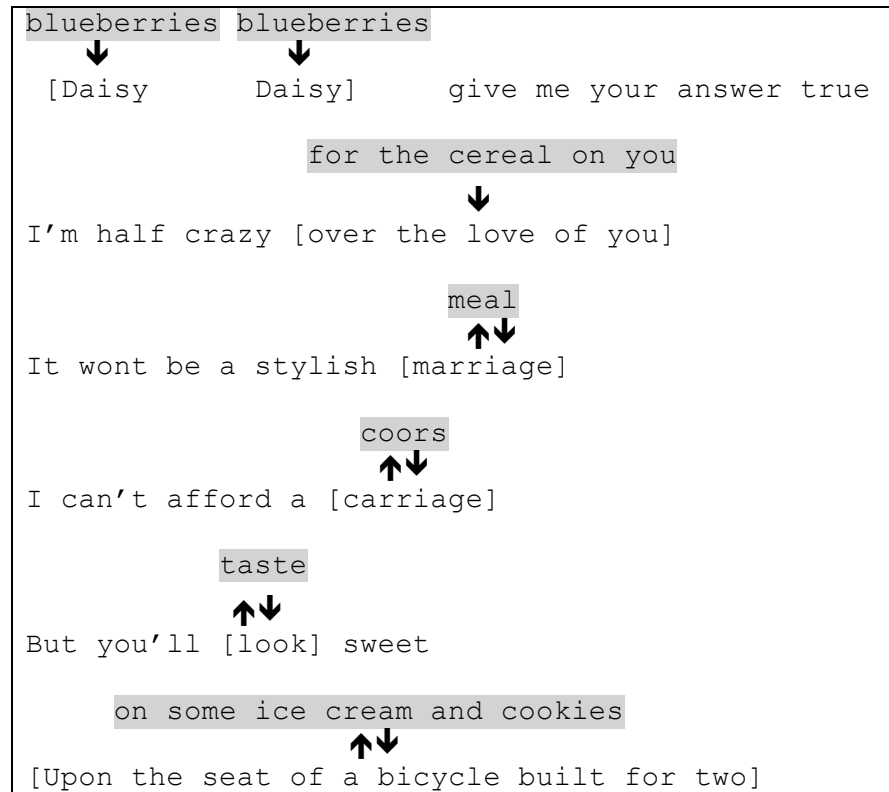 blueberries blueberries
[Daisy Daisy] give me your answer true
for the cereal on you
I'm half crazy [over the love of you]
meal
It wont be a stylish [marriage]
coors
I can't afford a [carriage]
taste
But you'll [look] sweet
on some ice cream and cookies
[Upon the seat of a bicycle built for two]